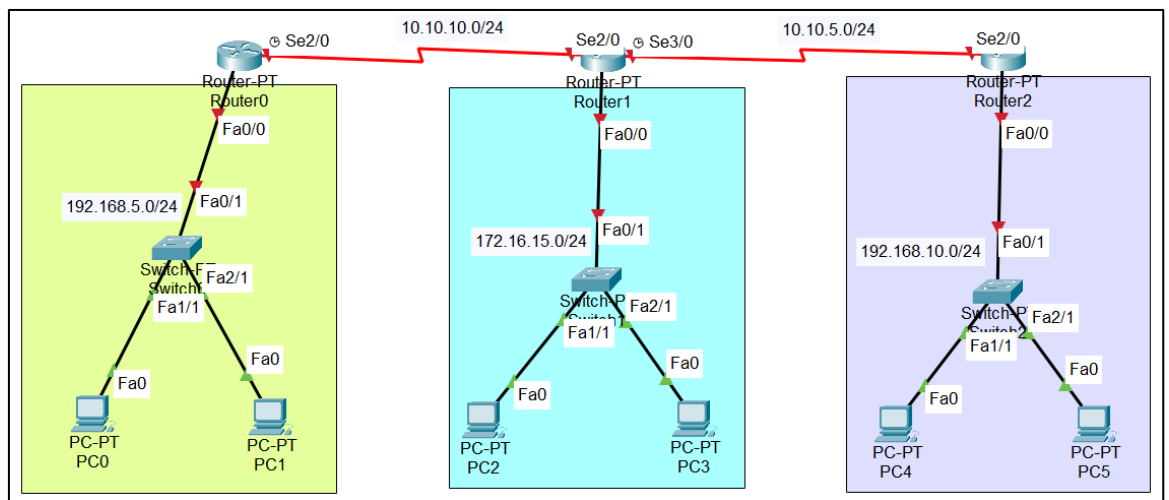 10.10.10.0/24
10.10.5.0/24
Se2/0
Se2/0
Se3/0
Se2/0
Router-PT
Router0
Router-PT
Router1
Router-PT
Router2
Fa0/0
Fa0/0
Fa0/0
192.168.5.0/24
Fa0/1
172.16.15.0/24
Fa0/1
192.168.10.0/24
Fa0/1
Fa2/1
Fa1/1
Fa2/1
Fa1/1
Fa2/1
Fa1/1
Fa0
Fa0
Fa0
Fa0
Fa0
Fa0
PC-PT
PC0
PC-PT
PC1
PC-PT
PC2
PC-PT
PC3
PC-PT
PC4
PC-PT
PC5